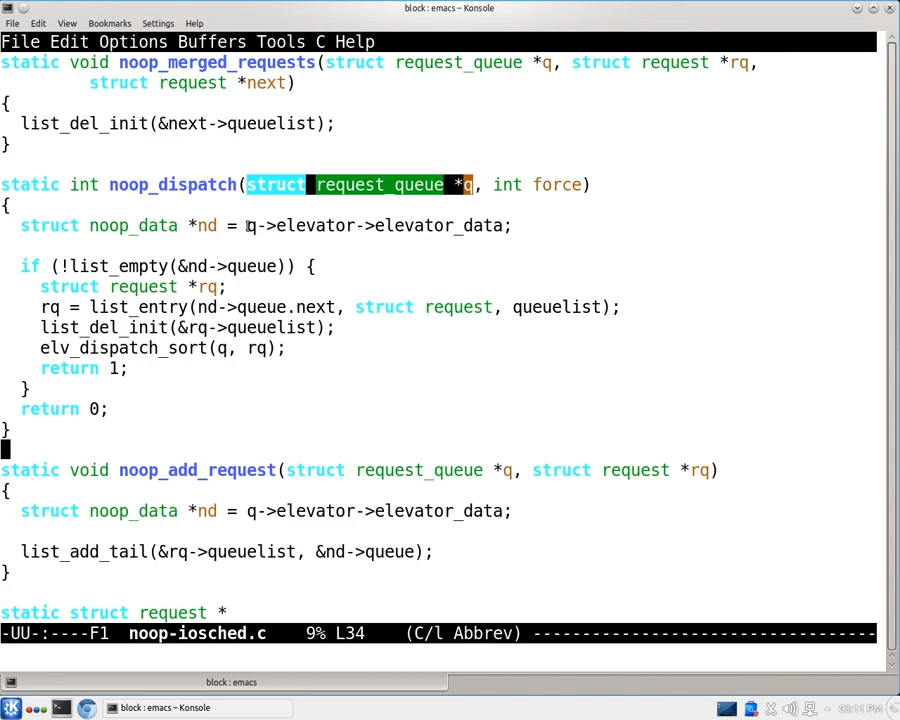 block : emacs – Konsole
File Edit View Bookmarks Settings Help
File Edit Options Buffers Tools C Help
static void noop_merged_requests(struct request_queue *q, struct request *rq,
         struct request *next)
{
  list_del_init(&next->queuelist);
}
static int noop_dispatch(struct request_queue *q, int force)
{
  struct noop_data *nd = q->elevator->elevator_data;
  if (!list_empty(&nd->queue)) {
    struct request *rq;
    rq = list_entry(nd->queue.next, struct request, queuelist);
    list_del_init(&rq->queuelist);
    elv_dispatch_sort(q, rq);
    return 1;
  }
  return 0;
}
static void noop_add_request(struct request_queue *q, struct request *rq)
{
  struct noop_data *nd = q->elevator->elevator_data;
  list_add_tail(&rq->queuelist, &nd->queue);
}
static struct request *
-UU-:----F1  noop-iosched.c    9% L34    (C/l Abbrev) -----------------------------------
block : emacs
block : emacs – Konsole
03:11 PM